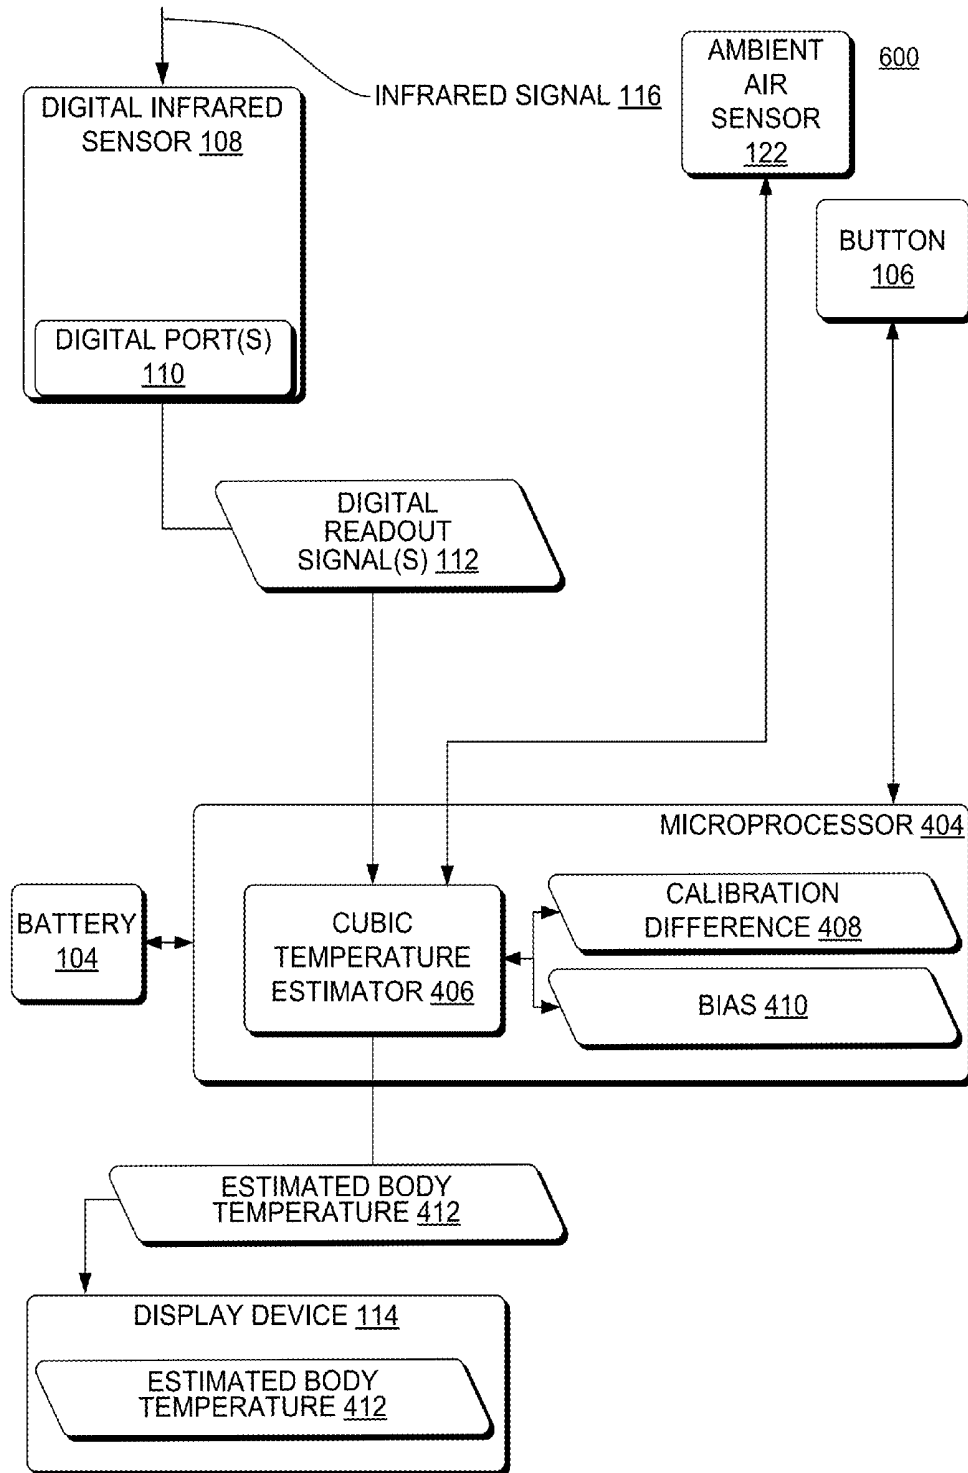 AMBIENT
AIR
SENSOR
122
600
INFRARED SIGNAL 116
DIGITAL INFRARED
SENSOR 108
BUTTON
106
DIGITAL PORT(S)
110
DIGITAL
READOUT
SIGNAL(S) 112
MICROPROCESSOR 404
BATTERY
104
CUBIC
TEMPERATURE
ESTIMATOR 406
CALIBRATION
DIFFERENCE 408
BIAS 410
ESTIMATED BODY
TEMPERATURE 412
DISPLAY DEVICE 114
ESTIMATED BODY
TEMPERATURE 412